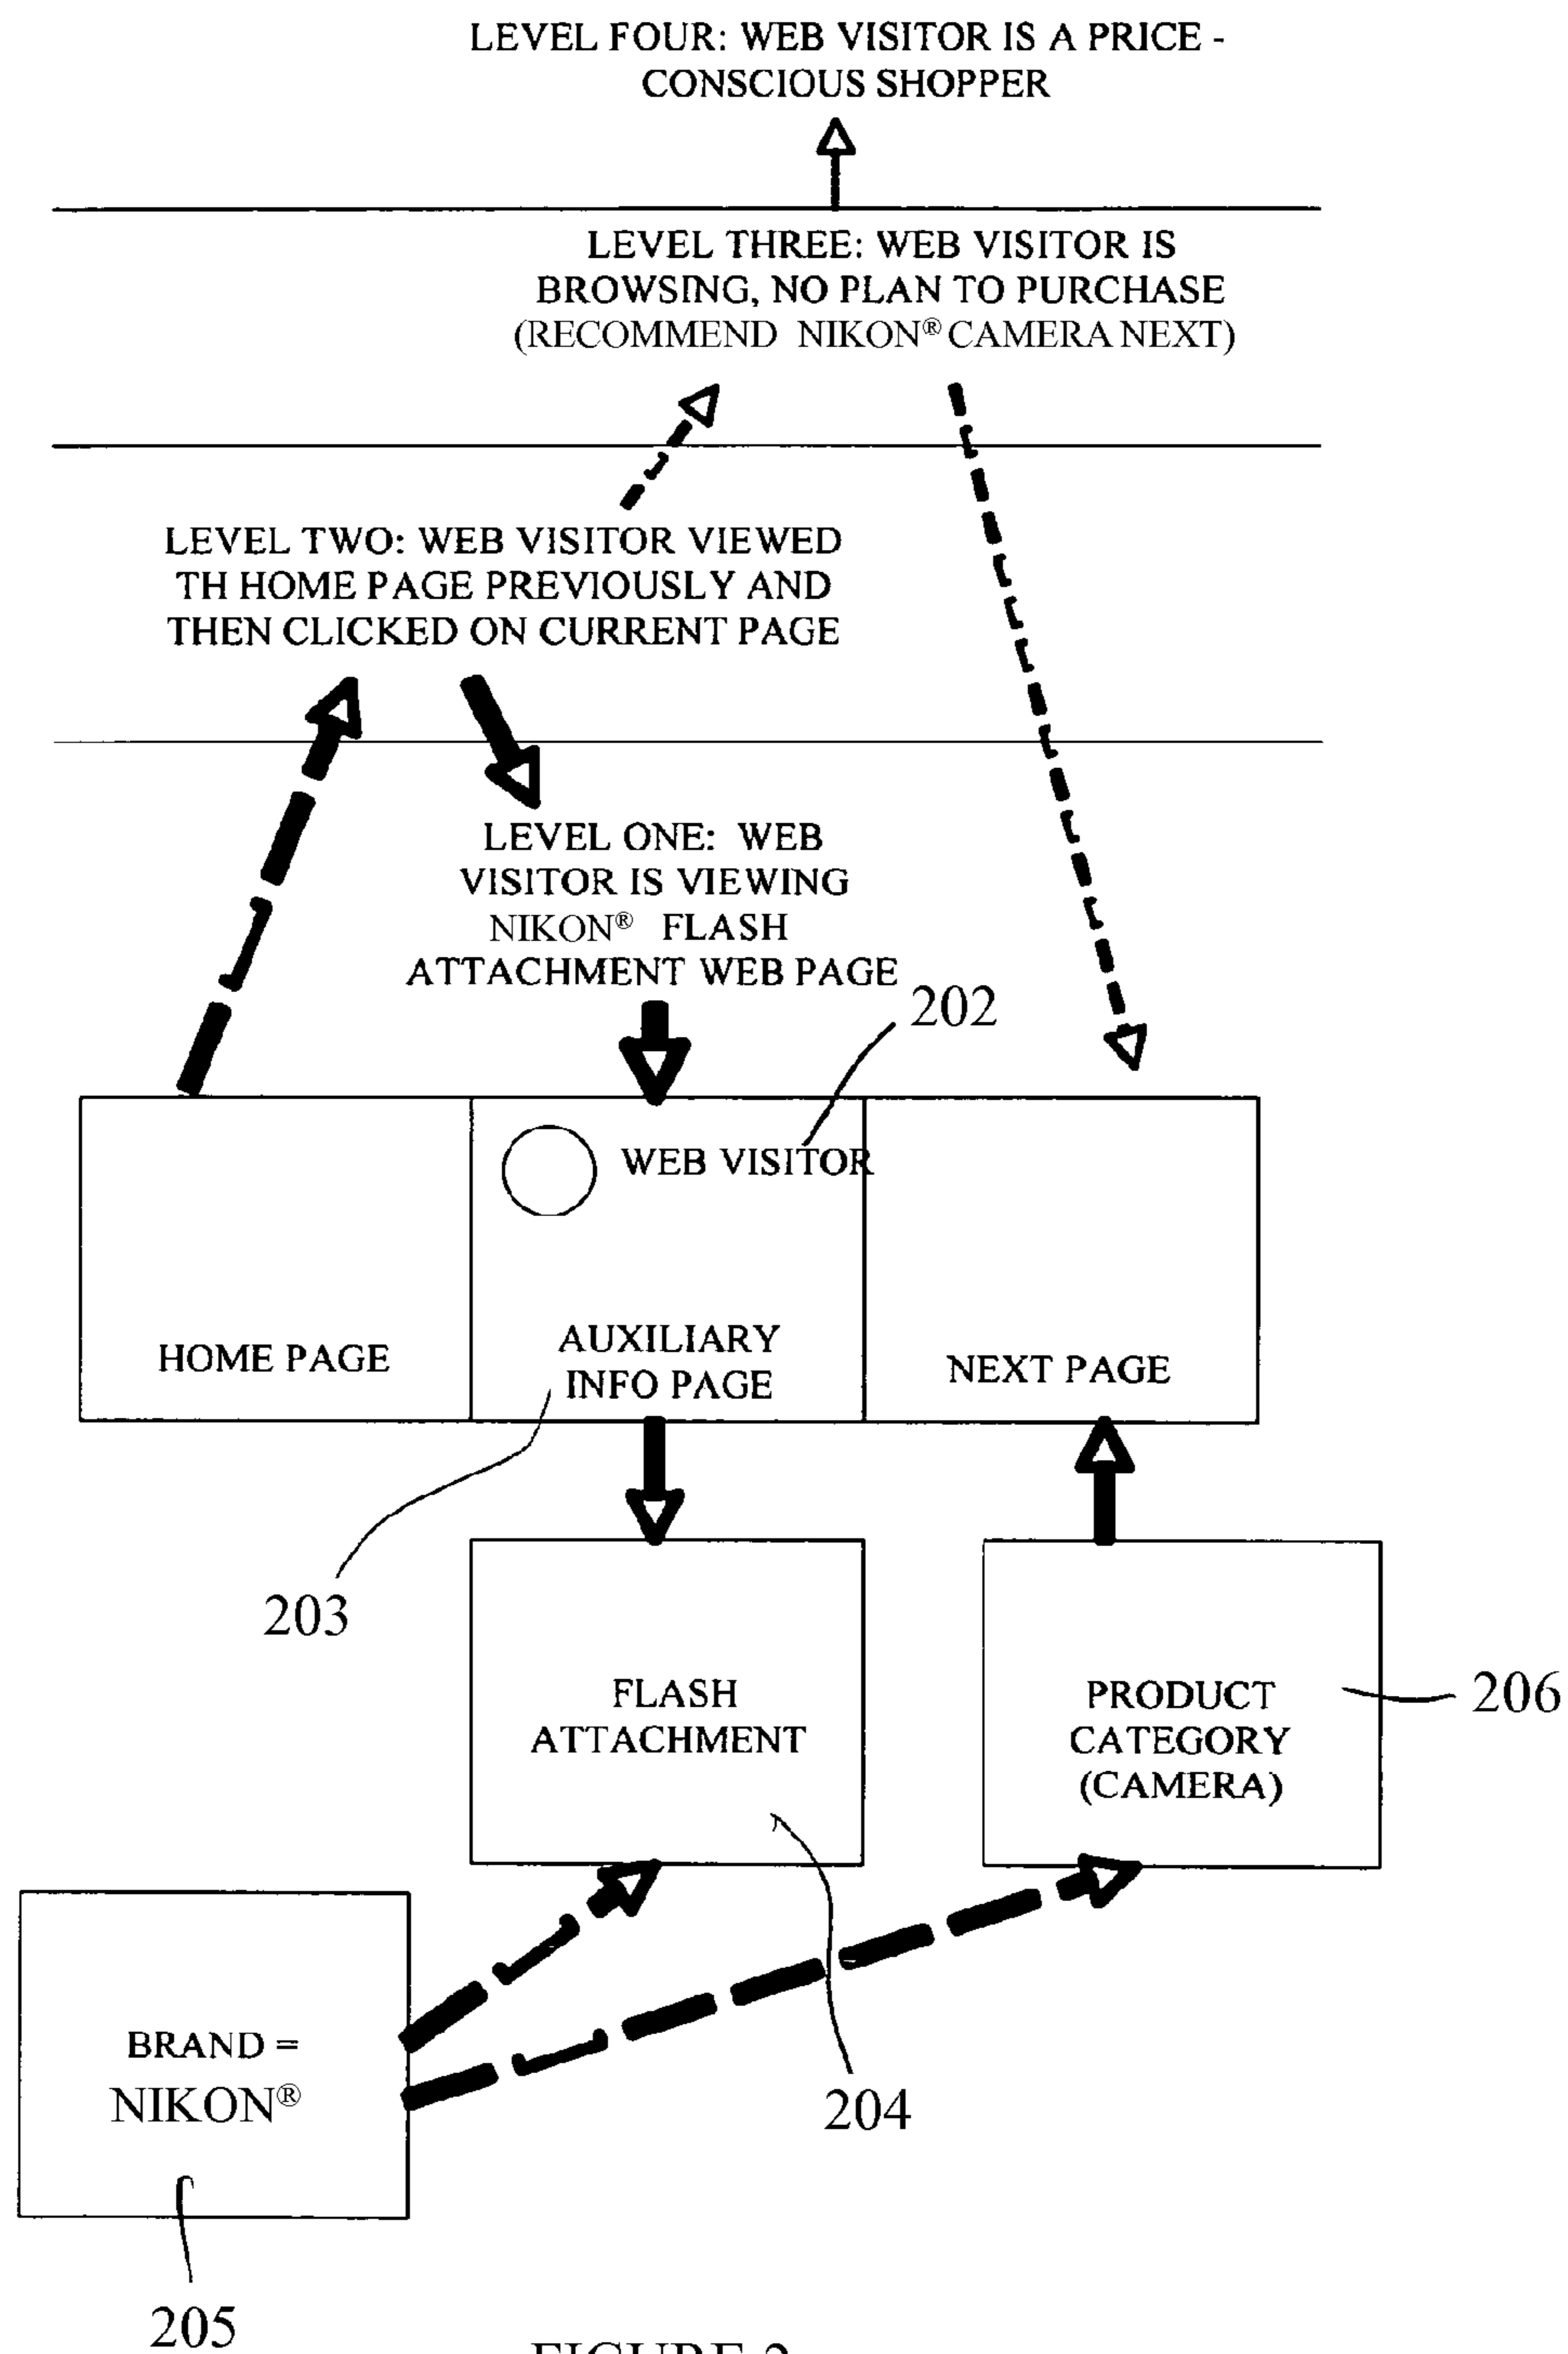 LEVEL FOUR: WEB VISITOR IS A PRICE -
CONSCIOUS SHOPPER
LEVEL THREE: WEB VISITOR IS
BROWSING, NO PLAN TO PURCHASE
(RECOMMEND NIKON® CAMERA NEXT)
LEVEL TWO: WEB VISITOR VIEWED
TH HOME PAGE PREVIOUSLY AND
THEN CLICKED ON CURRENT PAGE
LEVEL ONE: WEB
VISITOR IS VIEWING
NIKON® FLASH
ATTACHMENT WEB PAGE
202
WEB VISITOR
HOME PAGE
AUXILIARY
INFO PAGE
NEXT PAGE
203
FLASH
ATTACHMENT
PRODUCT
CATEGORY
(CAMERA)
206
BRAND =
NIKON®
204
205
FIGURE 2